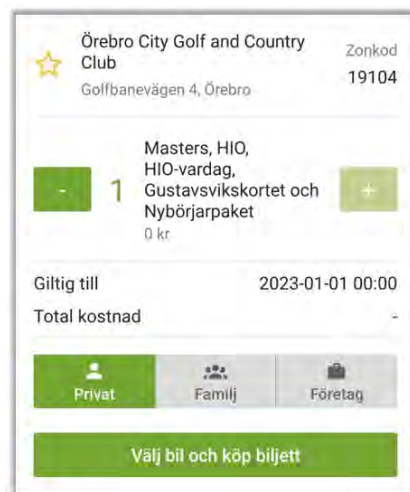 Örebro City Golf and Country
Club
Golfbanevägen 4, Örebro
Zonkod
19104
-
1
Masters, HIO,
HIO-vardag,
Gustavsvikskortet och
Nybörjarpaket
0 kr
+
Giltig till 2023-01-01 00:00
Total kostnad -
Privat Familj Företag
Välj bil och köp biljett